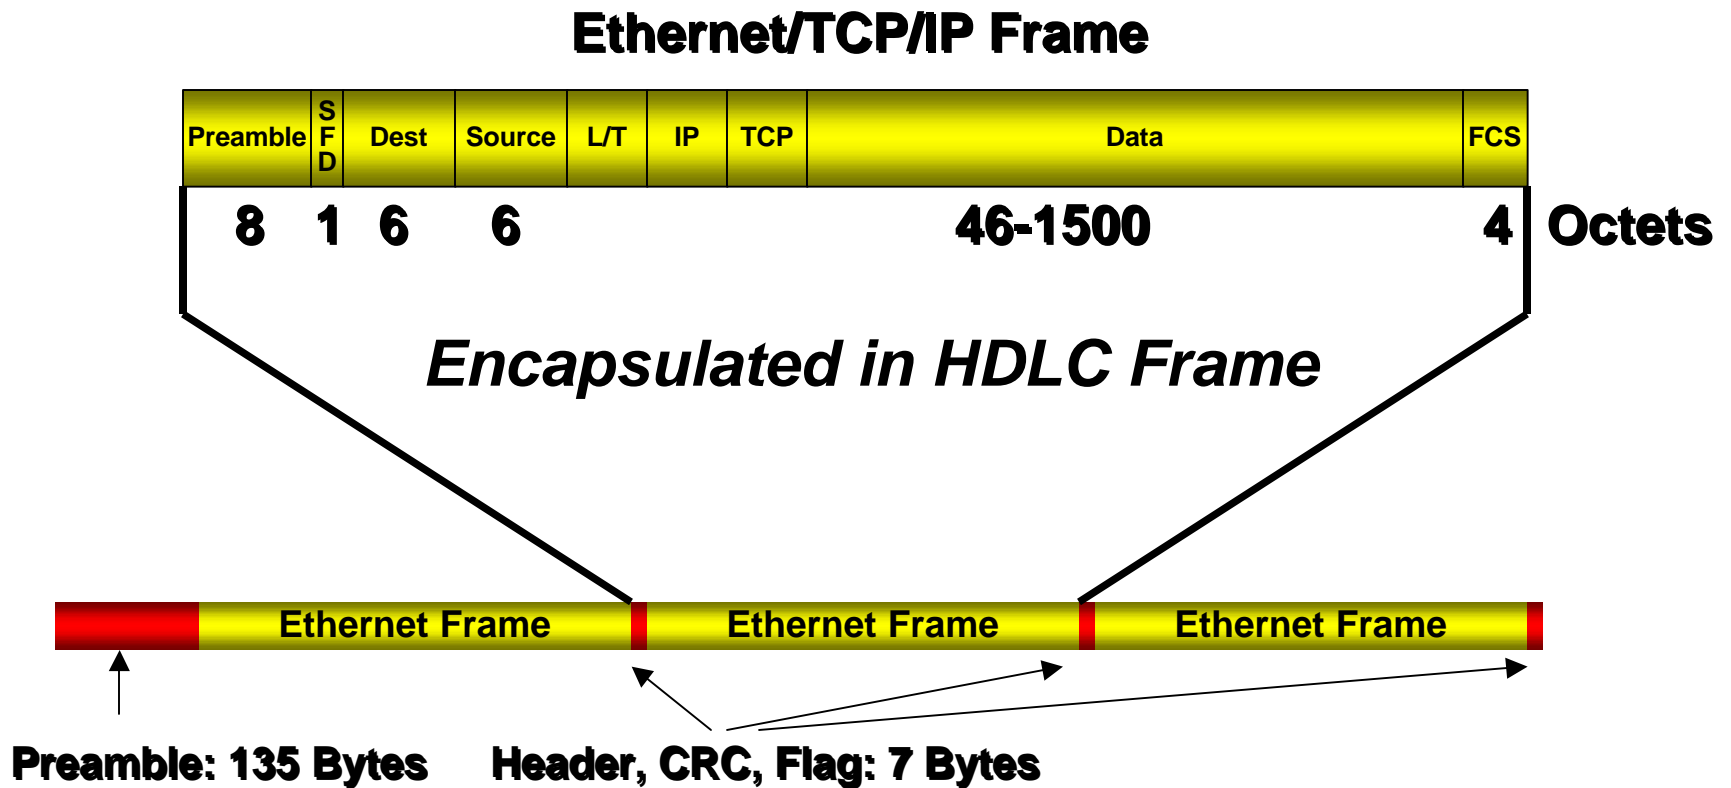 Ethernet/TCP/IP Frame
Preamble SFD Dest Source L/T IP TCP Data FCS
8 1 6 6 46-1500 4 Octets
Encapsulated in HDLC Frame
Ethernet Frame Ethernet Frame Ethernet Frame
Preamble: 135 Bytes Header, CRC, Flag: 7 Bytes